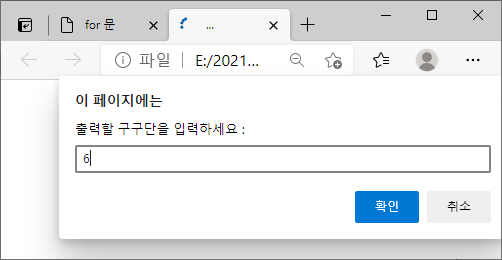 for 문
...
파일
E:/2021...
이 페이지에는
출력할 구구단을 입력하세요 :
6
확인
취소